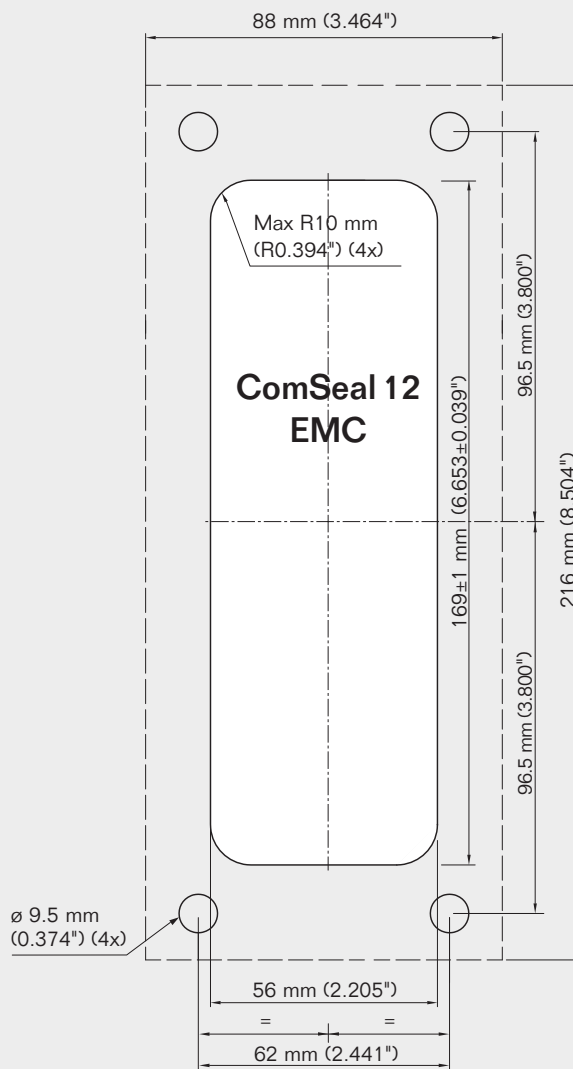 88 mm (3.464")
Max R10 mm
(R0.394") (4x)
ComSeal 12
EMC
96.5 mm (3.800")
169±1 mm (6.653±0.039")
216 mm (8.504")
96.5 mm (3.800")
ø 9.5 mm
(0.374") (4x)
56 mm (2.205")
= =
62 mm (2.441")